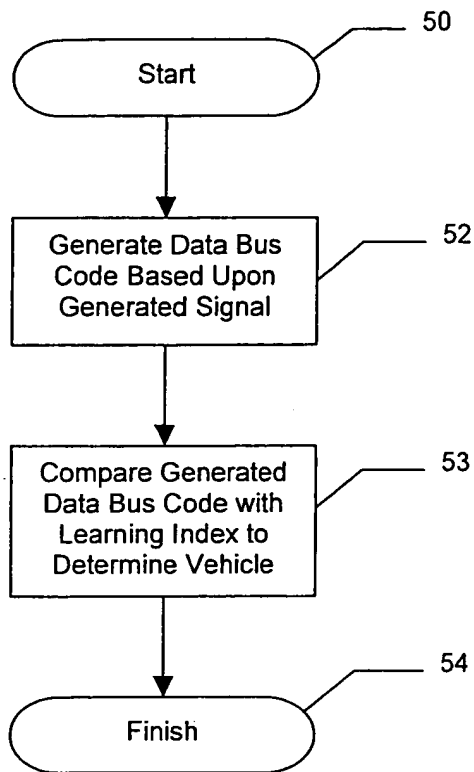 50
Start
52
Generate Data Bus
Code Based Upon
Generated Signal
53
Compare Generated
Data Bus Code with
Learning Index to
Determine Vehicle
54
Finish